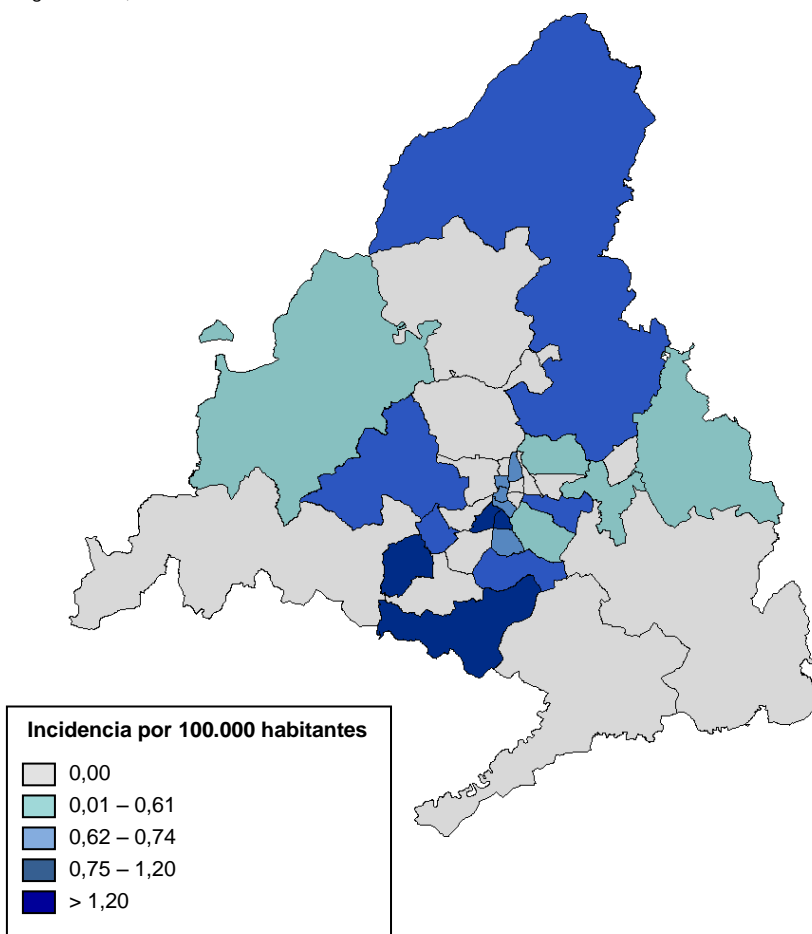 Incidencia por 100.000 habitantes
0,00
0,01 – 0,61
0,62 – 0,74
0,75 – 1,20
> 1,20